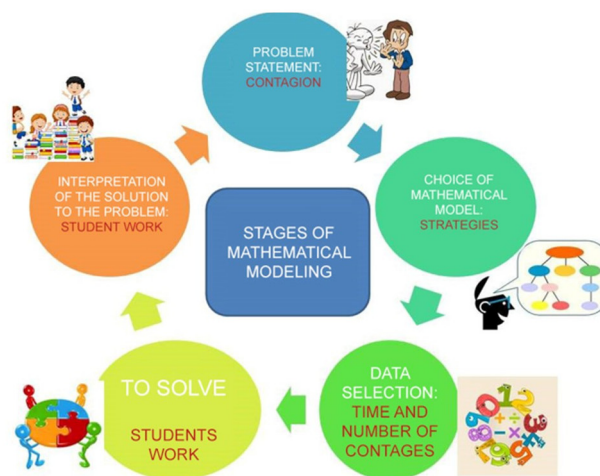 PROBLEM
STATEMENT:
CONTAGION
CHOICE OF
MATHEMATICAL
MODEL:
STRATEGIES
DATA
SELECTION:
TIME AND
NUMBER OF
CONTAGES
TO SOLVE
STUDENTS
WORK
INTERPRETATION
OF THE SOLUTION
TO THE PROBLEM:
STUDENT WORK
STAGES OF
MATHEMATICAL
MODELING